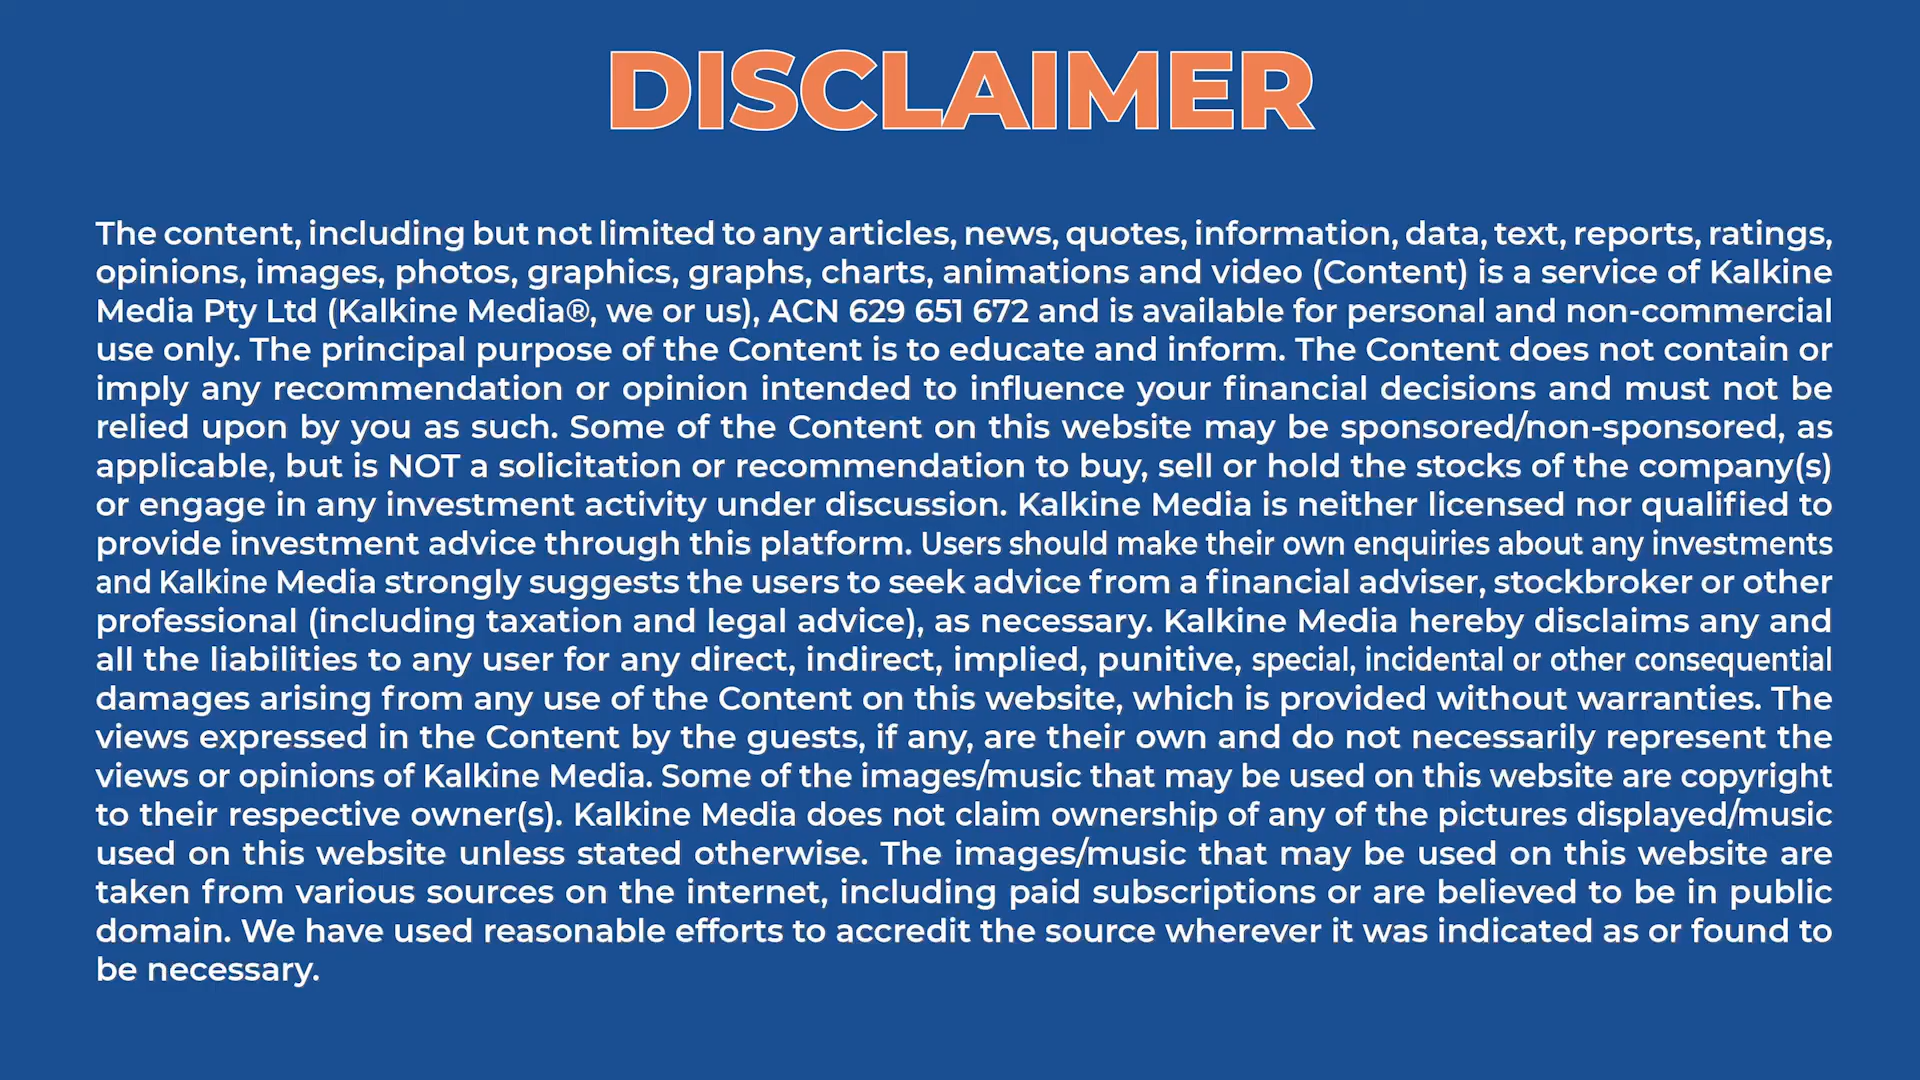 DISCLAIMER
The content, including but not limited to any articles, news, quotes, information, data, text, reports, ratings,
opinions, images, photos, graphics, graphs, charts, animations and video (Content) is a service of Kalkine
Media Pty Ltd (Kalkine Media®, we or us), ACN 629 651 672 and is available for personal and non-commercial
use only. The principal purpose of the Content is to educate and inform. The Content does not contain or
imply any recommendation or opinion intended to influence your financial decisions and must not be
relied upon by you as such. Some of the Content on this website may be sponsored/non-sponsored, as
applicable, but is NOT a solicitation or recommendation to buy, sell or hold the stocks of the company(s)
or engage in any investment activity under discussion. Kalkine Media is neither licensed nor qualified to
provide investment advice through this platform. Users should make their own enquiries about any investments
and Kalkine Media strongly suggests the users to seek advice from a financial adviser, stockbroker or other
professional (including taxation and legal advice), as necessary. Kalkine Media hereby disclaims any and
all the liabilities to any user for any direct, indirect, implied, punitive, special, incidental or other consequential
damages arising from any use of the Content on this website, which is provided without warranties. The
views expressed in the Content by the guests, if any, are their own and do not necessarily represent the
views or opinions of Kalkine Media. Some of the images/music that may be used on this website are copyright
to their respective owner(s). Kalkine Media does not claim ownership of any of the pictures displayed/music
used on this website unless stated otherwise. The images/music that may be used on this website are
taken from various sources on the internet, including paid subscriptions or are believed to be in public
domain. We have used reasonable efforts to accredit the source wherever it was indicated as or found to
be necessary.